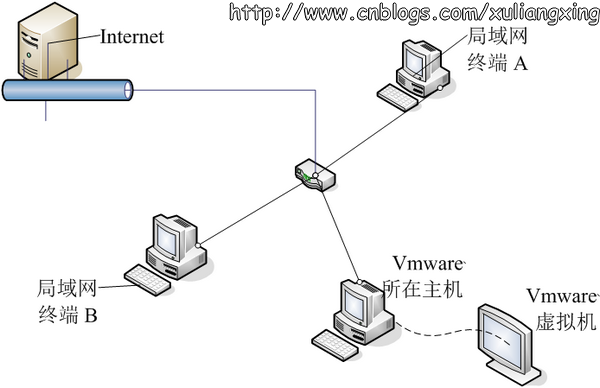 http://www.cnblogs.com/xuliangxing
Internet
局域网
终端 A
局域网
终端 B
Vmware
所在主机
Vmware
虚拟机